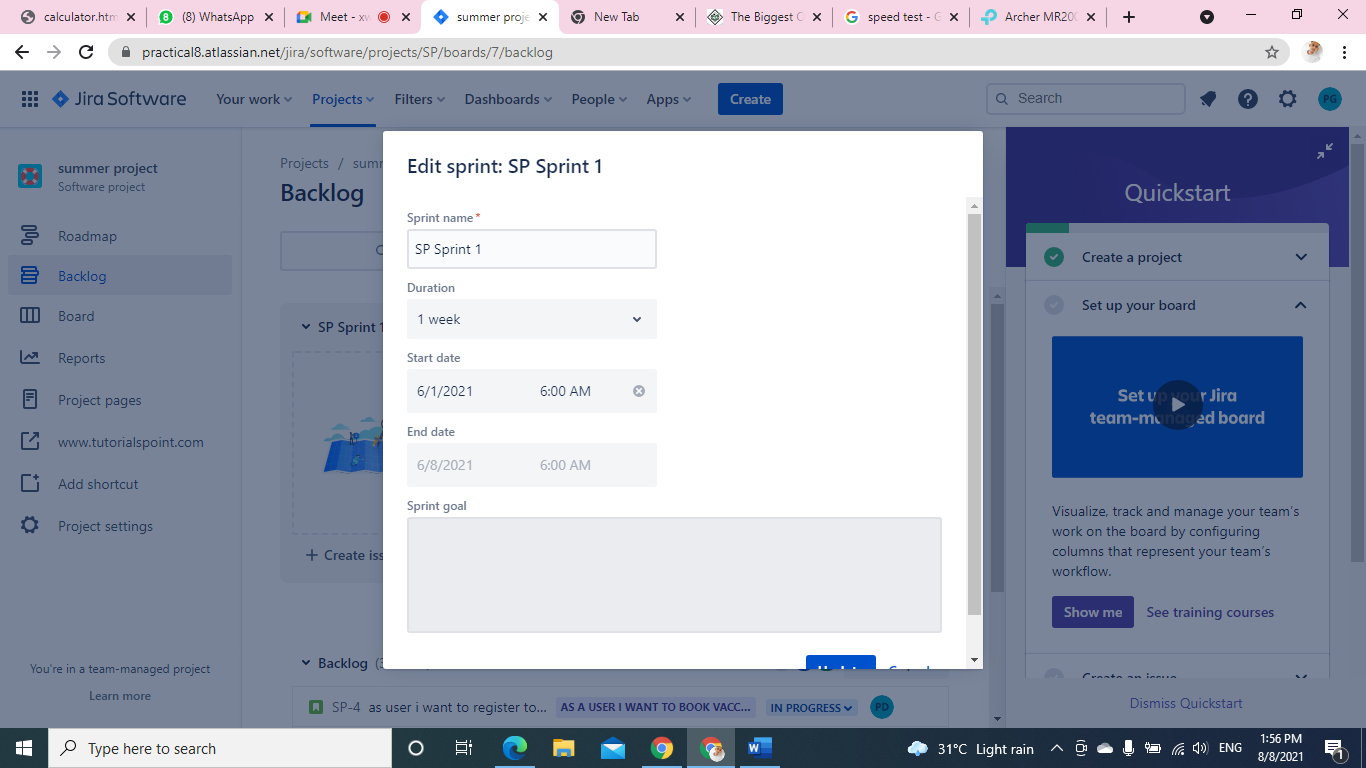 calculator.htm
(8) WhatsApp
Meet - xw
summer proje
New Tab
The Biggest C
speed test - G
Archer MR200
practical8.atlassian.net/jira/software/projects/SP/boards/7/backlog
Jira Software
Your work
Projects
Filters
Dashboards
People
Apps
Create
Search
PG
summer project
Software project
Roadmap
Backlog
Board
Reports
Project pages
www.tutorialspoint.com
Add shortcut
Project settings
You're in a team-managed project
Learn more
Projects / summ
Backlog
SP Sprint 1
Create iss
Edit sprint: SP Sprint 1
Sprint name*
SP Sprint 1
Duration
1 week
Start date
6/1/2021 6:00 AM
End date
6/8/2021 6:00 AM
Sprint goal
Update Cancel
Backlog
SP-4 as user i want to register to... AS A USER I WANT TO BOOK VACC... IN PROGRESS PD
Quickstart
Create a project
Set up your board
Set up your Jira
team-managed board
Visualize, track and manage your team's
work on the board by configuring
columns that represent your team's
workflow.
Show me See training courses
Create an issue
Dismiss Quickstart
Type here to search
31°C Light rain
ENG
1:56 PM
8/8/2021
1